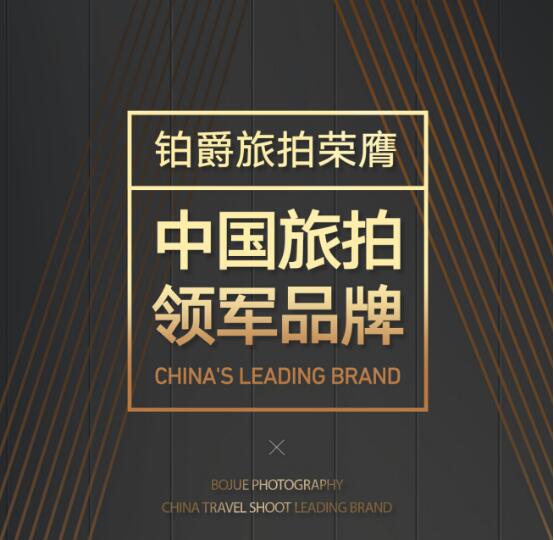 铂爵旅拍荣膺
中国旅拍
领军品牌
CHINA'S LEADING BRAND
BOJUE PHOTOGRAPHY
CHINA TRAVEL SHOOT LEADING BRAND